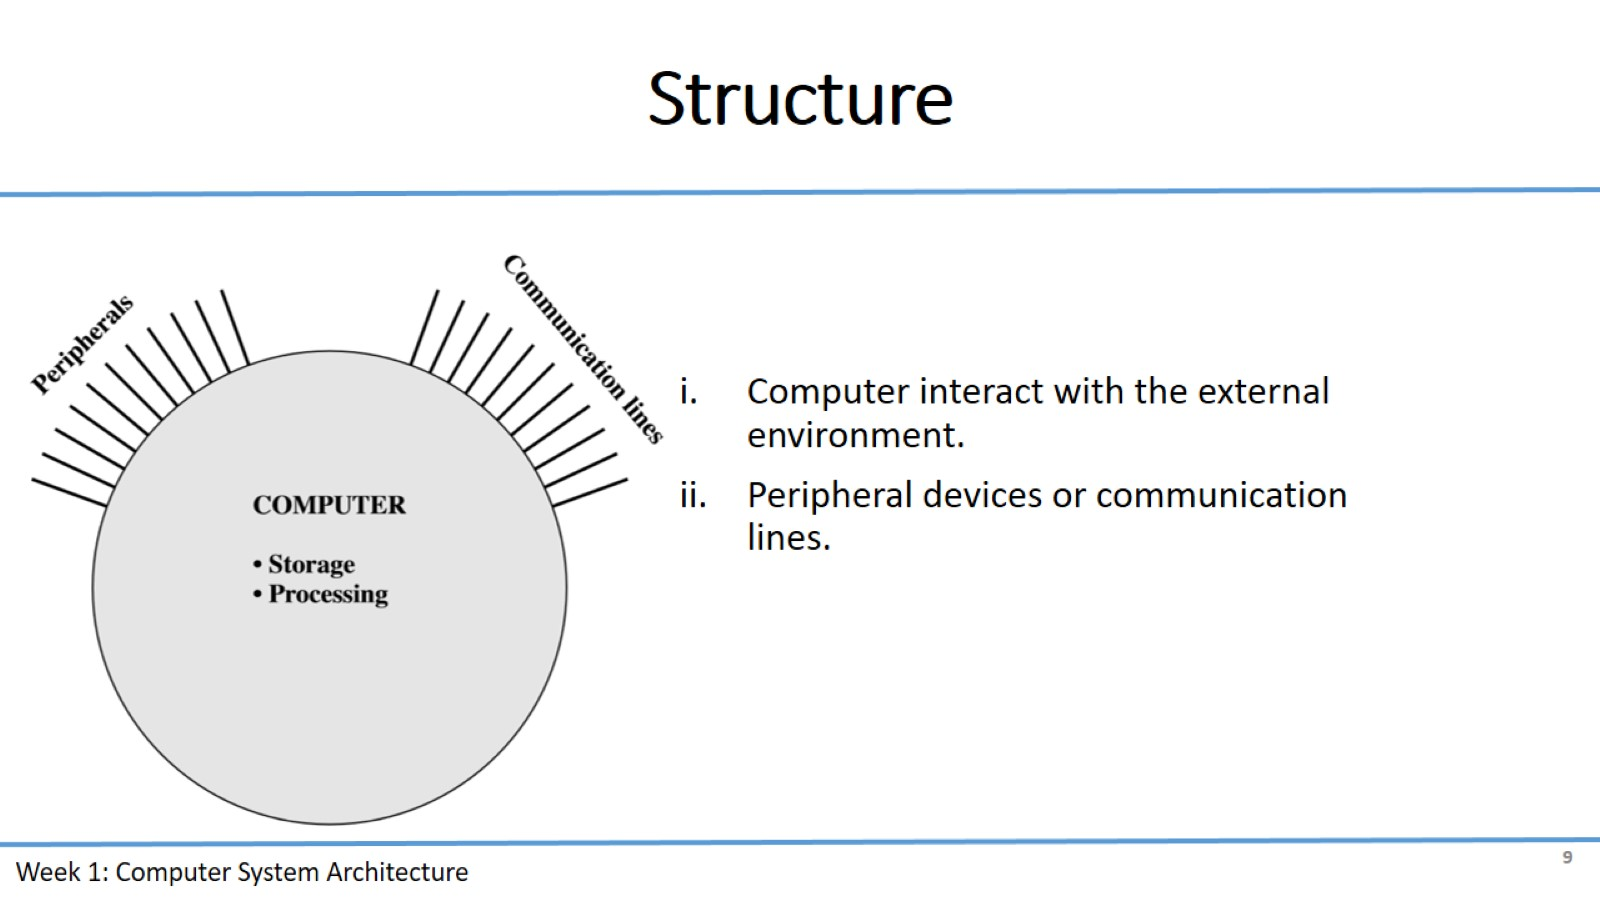 Structure
Peripherals
Communication lines
COMPUTER
• Storage
• Processing
i. Computer interact with the external
environment.
ii. Peripheral devices or communication
lines.
Week 1: Computer System Architecture
9